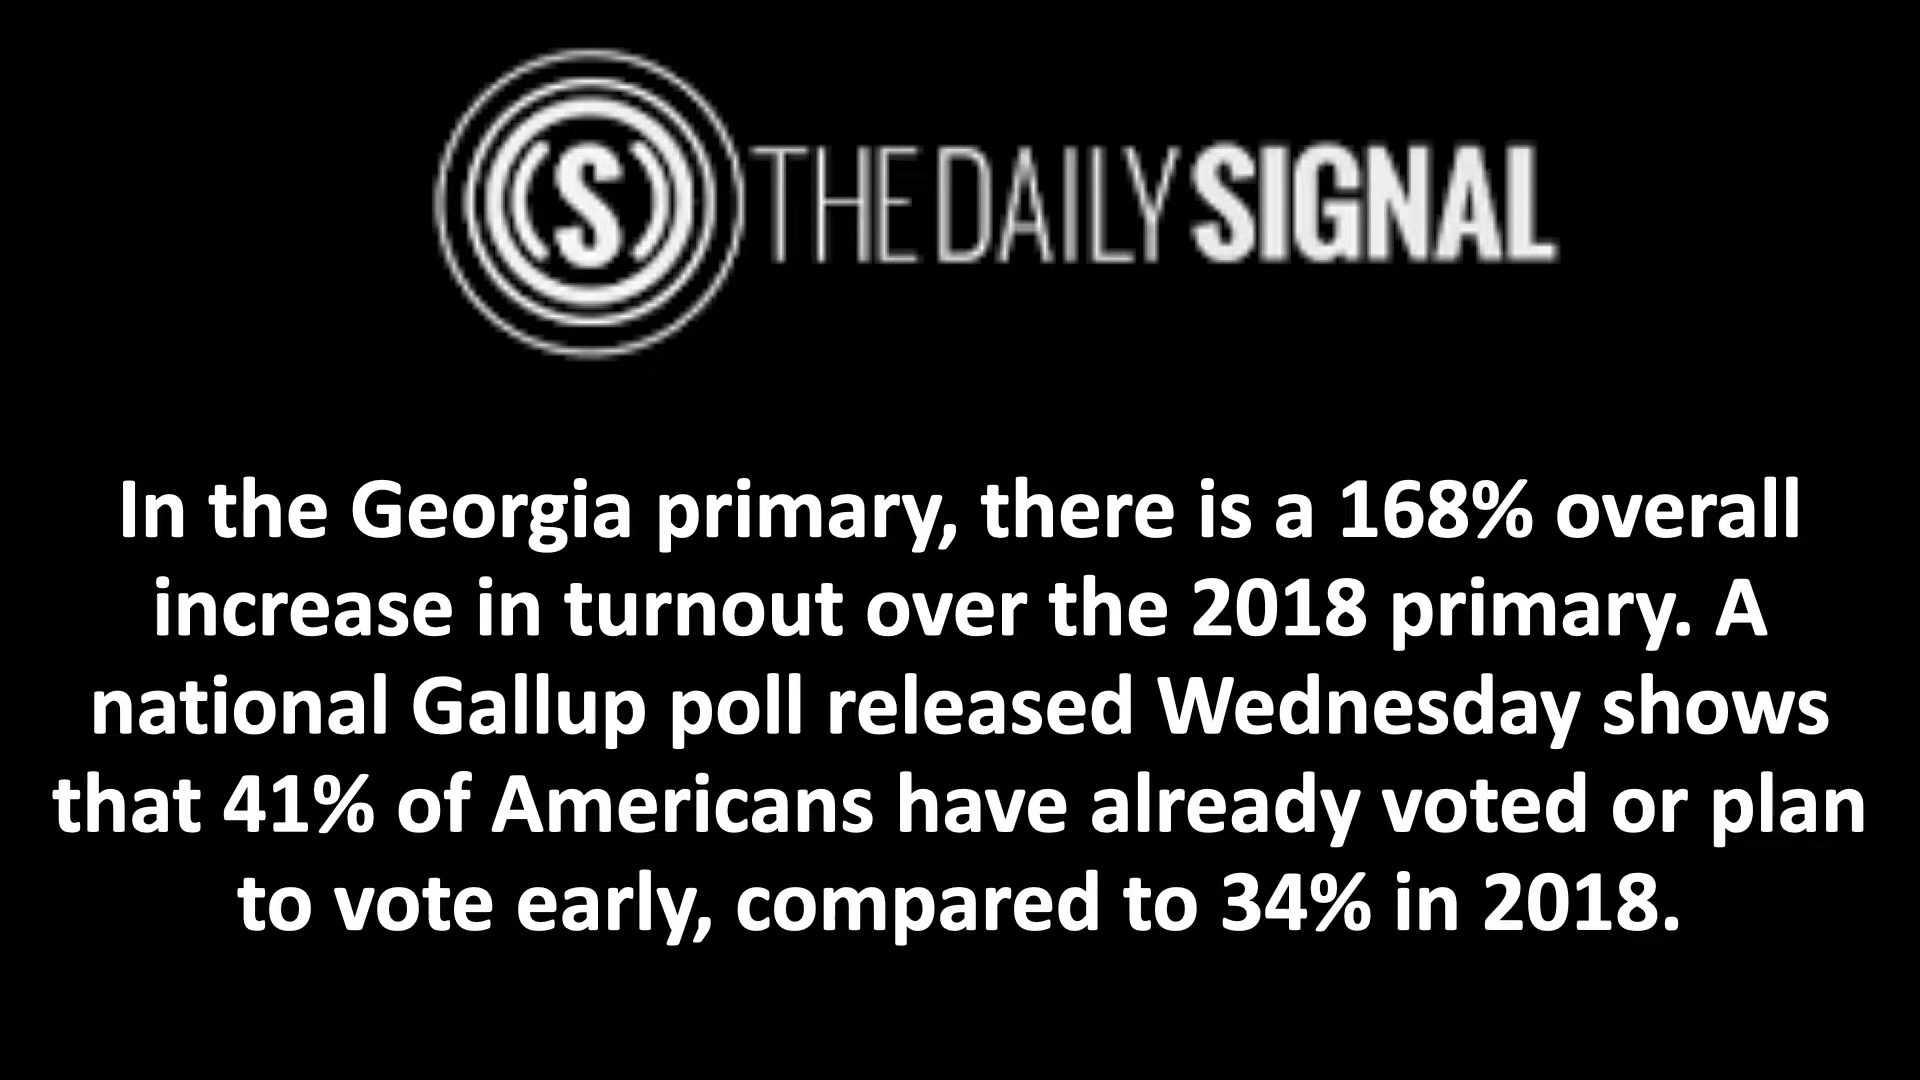 (S) THE DAILY SIGNAL
In the Georgia primary, there is a 168% overall
increase in turnout over the 2018 primary. A
national Gallup poll released Wednesday shows
that 41% of Americans have already voted or plan
to vote early, compared to 34% in 2018.